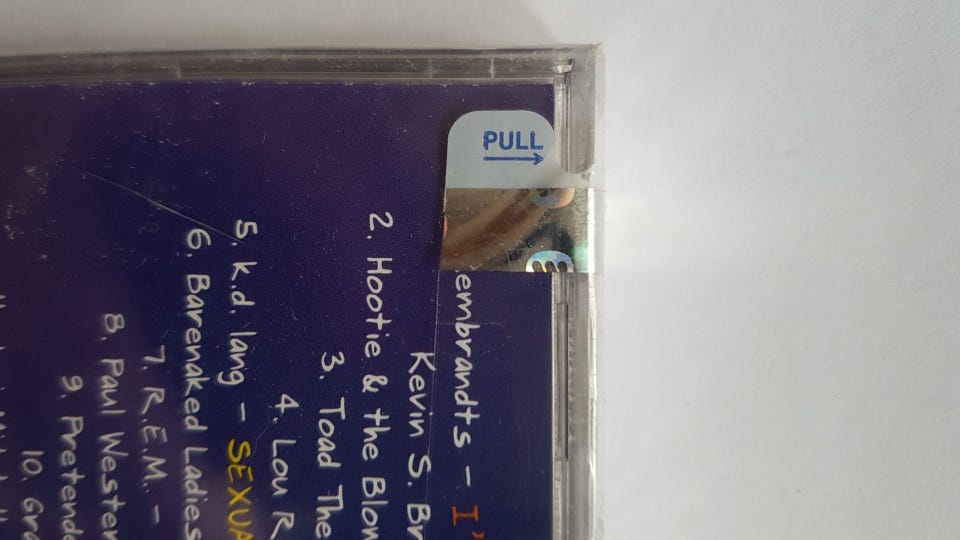 PULL
embrandts – I'
Kevin S. Br
2. Hootie & the Blow
3. Toad The
4. Lou R
5. k.d. lang – SEXUA
6. Barenaked Ladies
7. R.E.M. –
8. Paul Wester
9. Pretende
10. Gra